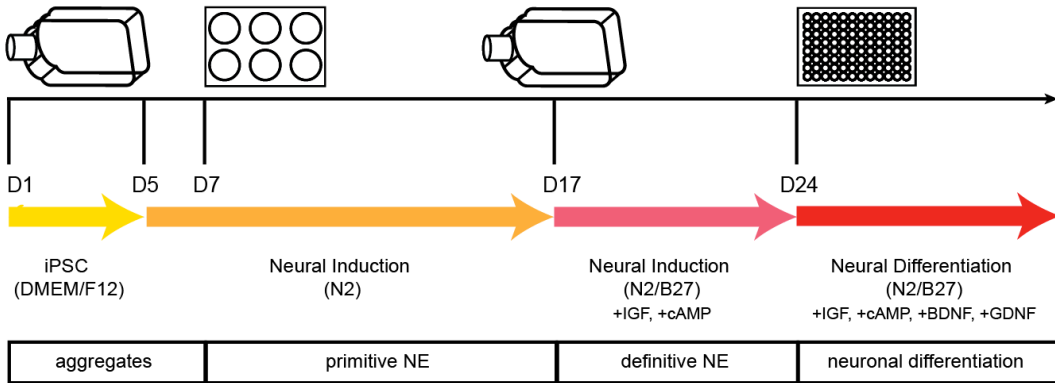 D1
D5
D7
D17
D24
iPSC
(DMEM/F12)
Neural Induction
(N2)
Neural Induction
(N2/B27)
+IGF, +cAMP
Neural Differentiation
(N2/B27)
+IGF, +cAMP, +BDNF, +GDNF
aggregates
primitive NE
definitive NE
neuronal differentiation